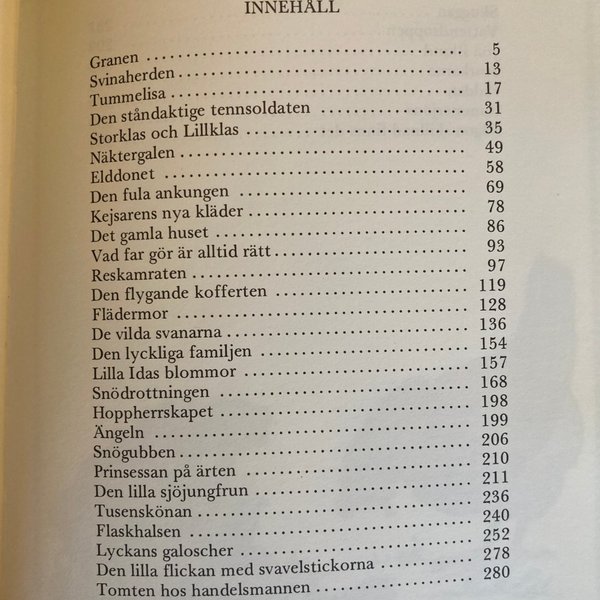 INNEHÅLL
Granen ........ 5
Svinaherden ........ 13
Tummelisa ........ 17
Den ståndaktige tennsoldaten ........ 31
Storklas och Lillklas ........ 35
Näktergalen ........ 49
Elddonet ........ 58
Den fula ankungen ........ 69
Kejsarens nya kläder ........ 78
Det gamla huset ........ 86
Vad far gör är alltid rätt ........ 93
Reskamraten ........ 97
Den flygande kofferten ........ 119
Flädermor ........ 128
De vilda svanarna ........ 136
Den lyckliga familjen ........ 154
Lilla Idas blommor ........ 157
Snödrottningen ........ 168
Hoppherrskapet ........ 198
Ängeln ........ 199
Snögubben ........ 206
Prinsessan på ärten ........ 210
Den lilla sjöjungfrun ........ 211
Tusenskönan ........ 236
Flaskhalsen ........ 240
Lyckans galoscher ........ 252
Den lilla flickan med svavelstickorna ........ 278
Tomten hos handelsmannen ........ 280